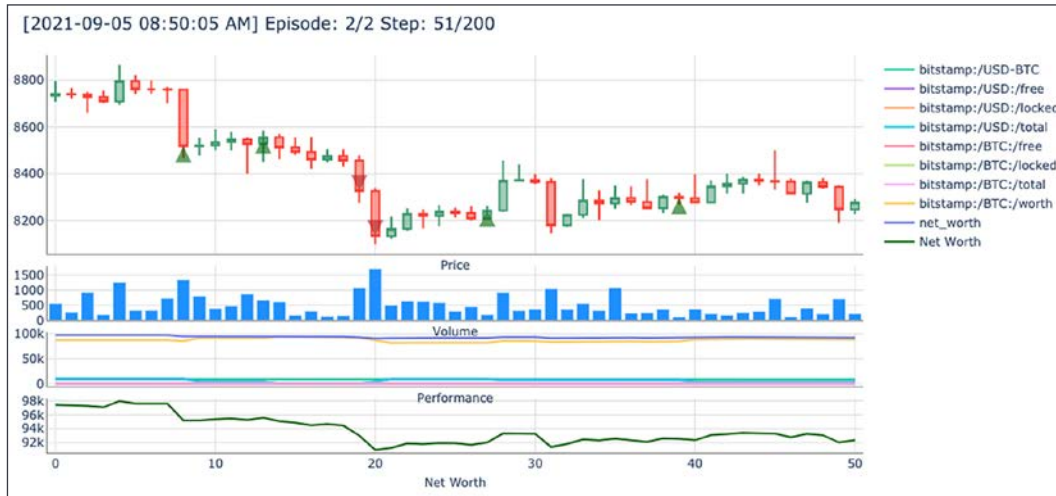 [2021-09-05 08:50:05 AM] Episode: 2/2 Step: 51/200
8800
8600
8400
8200
bitstamp:/USD-BTC
bitstamp:/USD:/free
bitstamp:/USD:/locked
bitstamp:/USD:/total
bitstamp:/BTC:/free
bitstamp:/BTC:/locked
bitstamp:/BTC:/total
bitstamp:/BTC:/worth
net_worth
Net Worth
Price
1500
1000
500
0
Volume
100k
50k
0
Performance
98k
96k
94k
92k
0 10 20 30 40 50
Net Worth